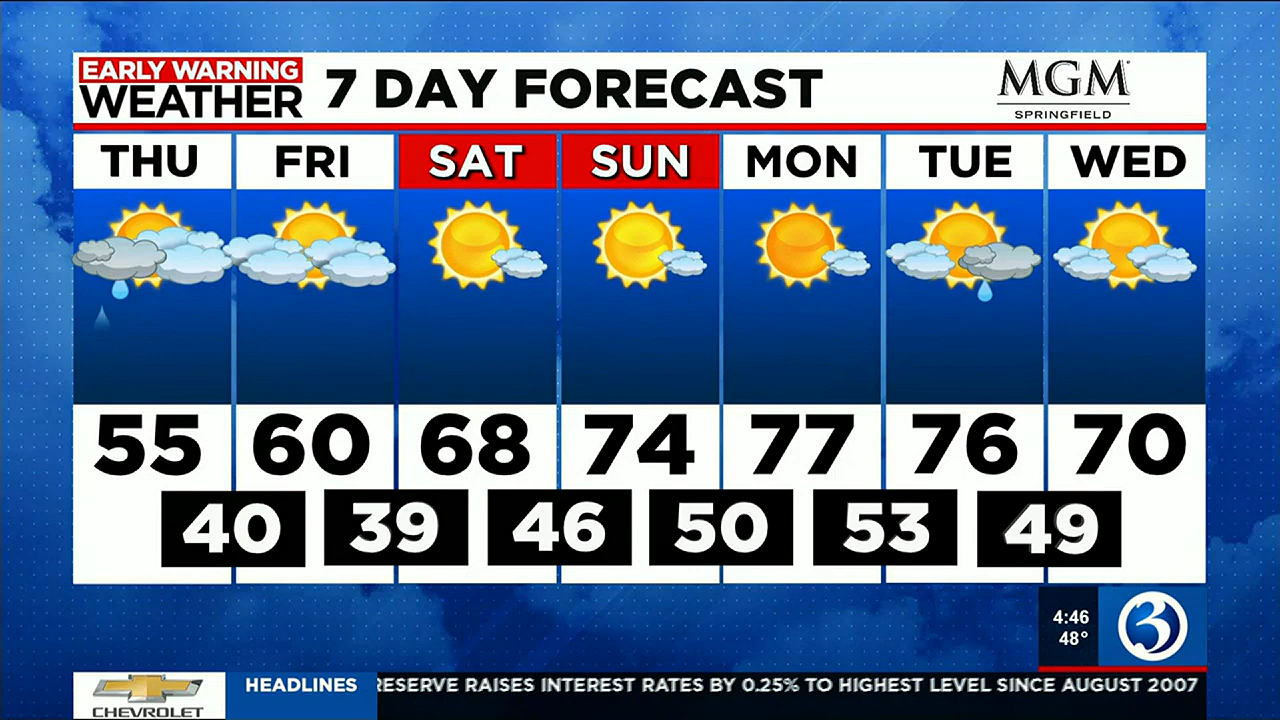 EARLY WARNING
WEATHER
7 DAY FORECAST
MGM
SPRINGFIELD
THU FRI SAT SUN MON TUE WED
55 60 68 74 77 76 70
40 39 46 50 53 49
4:46
48°
3
CHEVROLET
HEADLINES
RESERVE RAISES INTEREST RATES BY 0.25% TO HIGHEST LEVEL SINCE AUGUST 2007